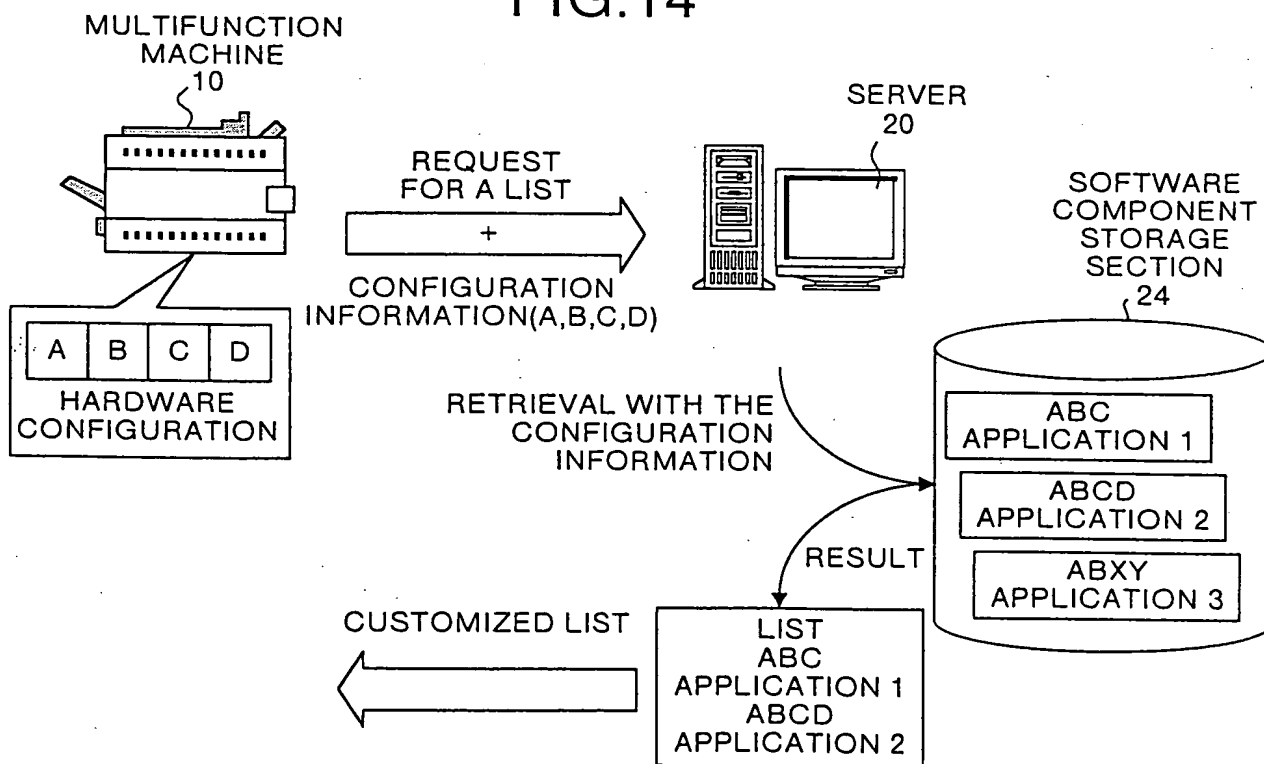 FIG.14
MULTIFUNCTION
MACHINE
10
SERVER
20
REQUEST
FOR A LIST
+
CONFIGURATION
INFORMATION(A,B,C,D)
SOFTWARE
COMPONENT
STORAGE
SECTION
24
A B C D
HARDWARE
CONFIGURATION
RETRIEVAL WITH THE
CONFIGURATION
INFORMATION
ABC
APPLICATION 1
ABCD
APPLICATION 2
ABXY
APPLICATION 3
RESULT
CUSTOMIZED LIST
LIST
ABC
APPLICATION 1
ABCD
APPLICATION 2